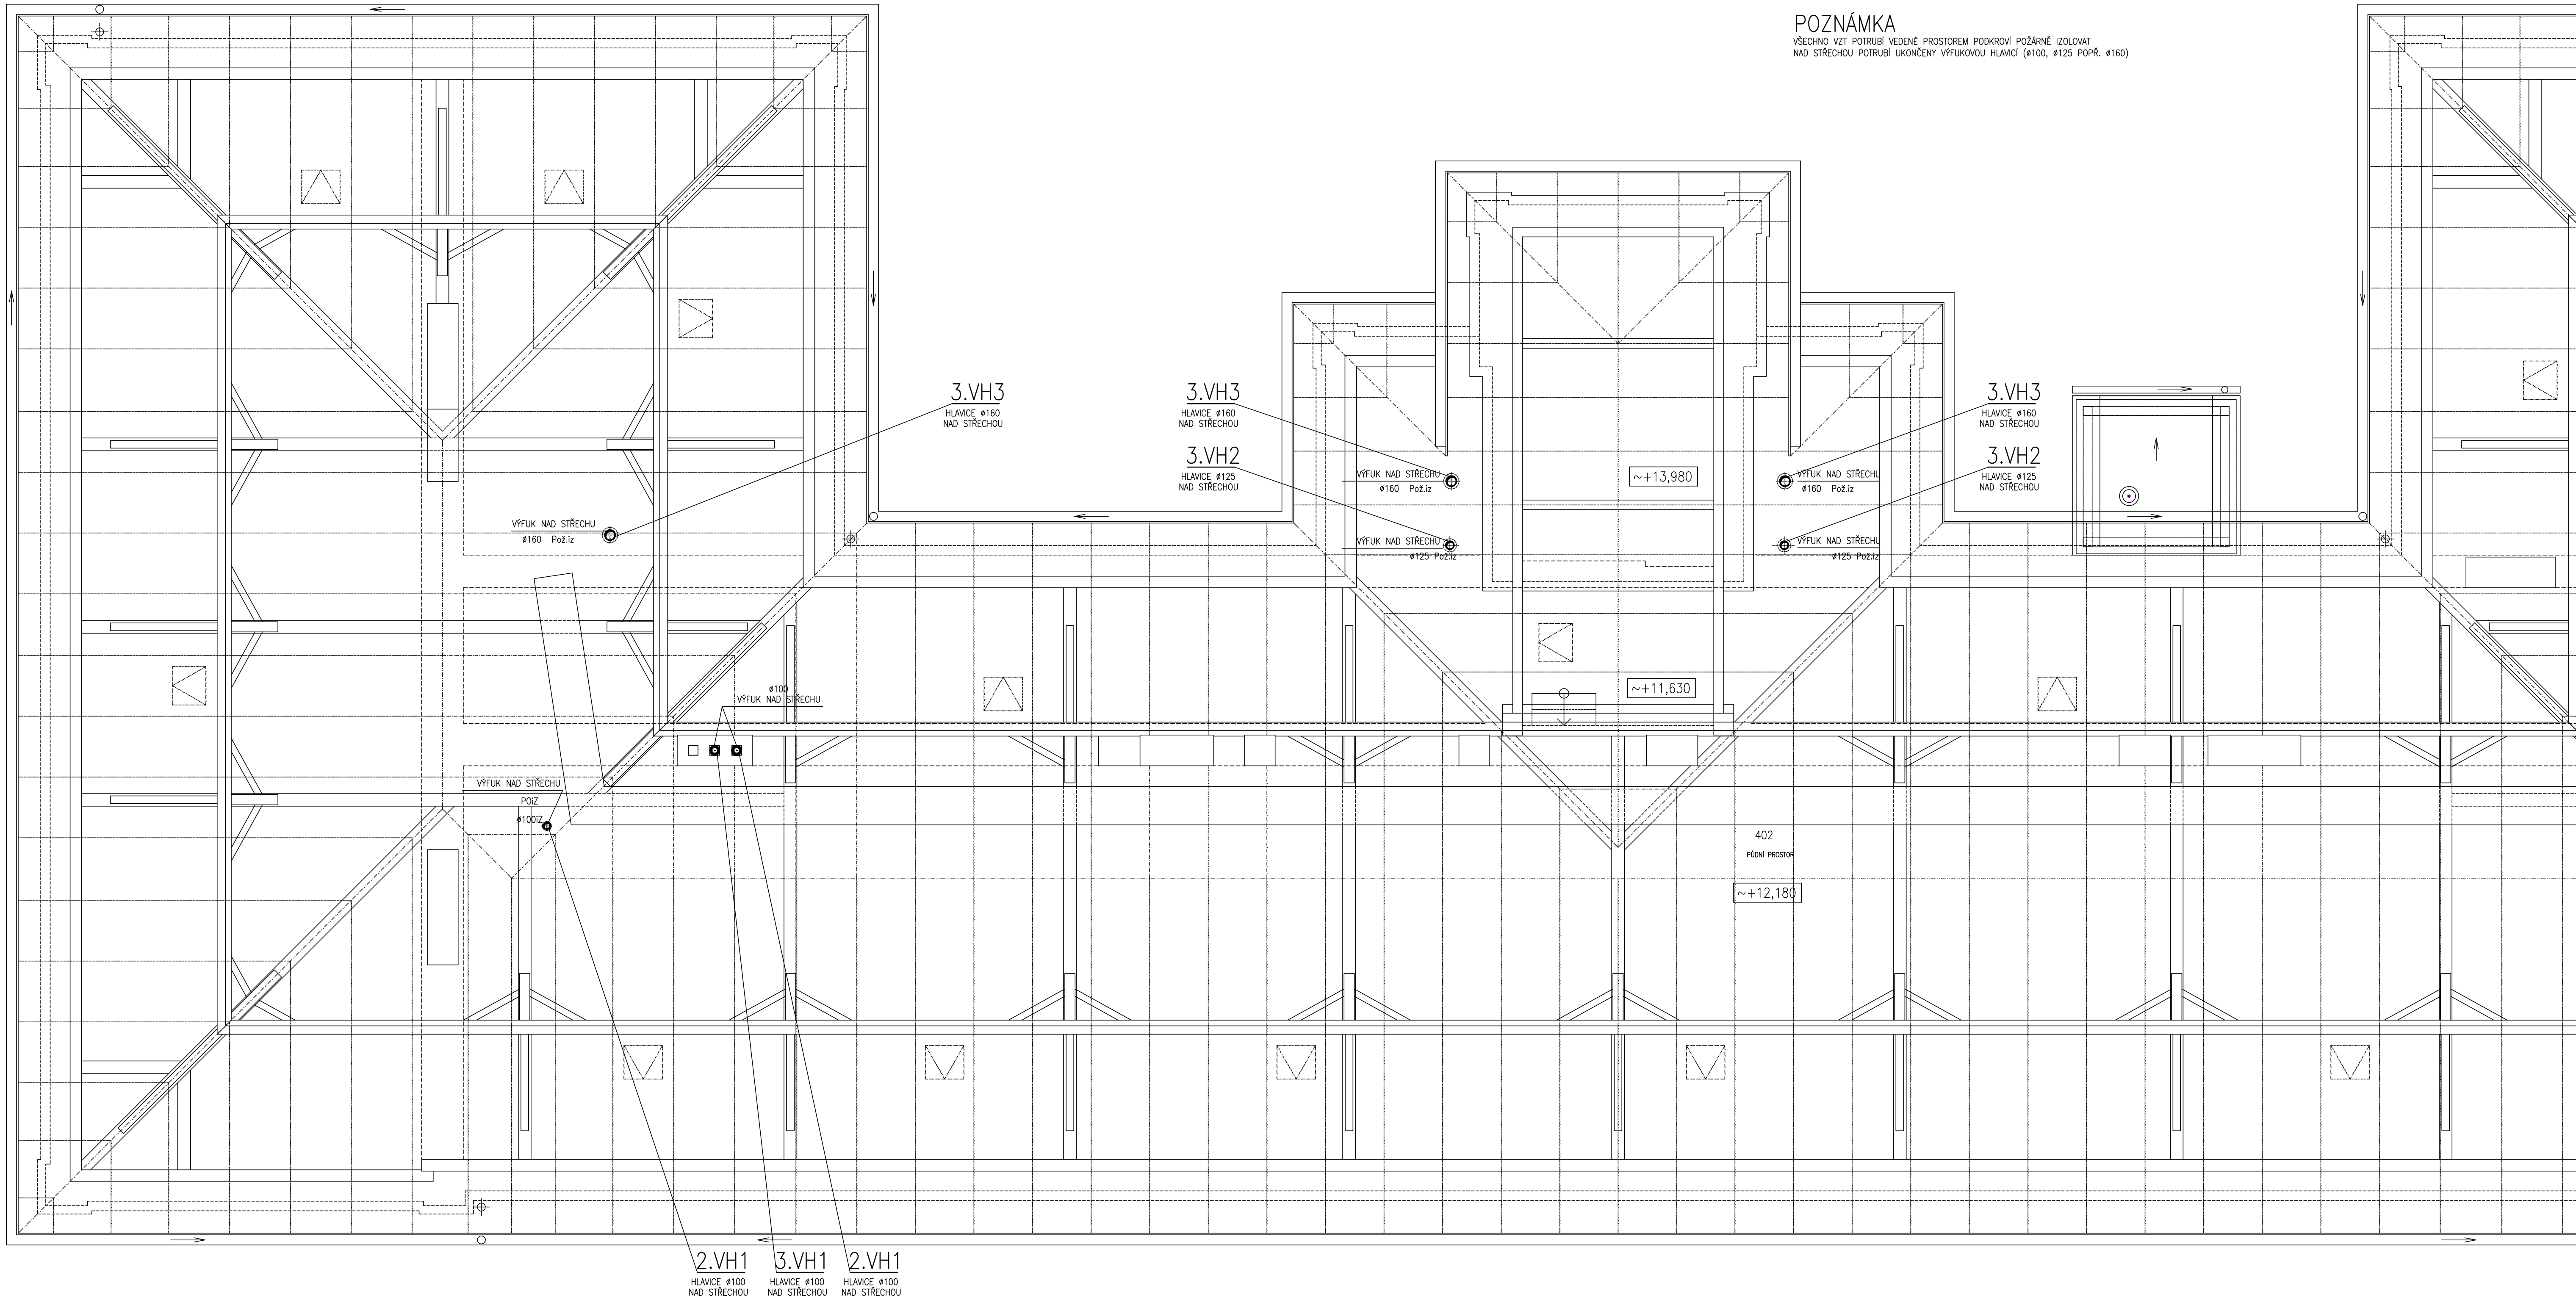 POZNÁMKA
VŠECHNO VZT POTRUBÍ VEDENÉ PROSTOREM PODKROVÍ POŽÁRNĚ IZOLOVAT
NAD STŘECHOU POTRUBÍ UKONČENY VÝFUKOVOU HLAVICÍ (ø100, ø125 POPŘ. ø160)
3.VH3
HLAVICE ø160
NAD STŘECHOU
3.VH3
HLAVICE ø160
NAD STŘECHOU
3.VH3
HLAVICE ø160
NAD STŘECHOU
3.VH2
HLAVICE ø125
NAD STŘECHOU
3.VH2
HLAVICE ø125
NAD STŘECHOU
VÝFUK NAD STŘECHU
ø160 Pož.iz
~+13,980
VÝFUK NAD STŘECHU
ø160 Pož.iz
VÝFUK NAD STŘECHU
ø160 Pož.iz
VÝFUK NAD STŘECHU
ø125 Pož.iz
VÝFUK NAD STŘECHU
ø125 Pož.iz
ø100
VÝFUK NAD STŘECHU
~+11,630
VÝFUK NAD STŘECHU
POiZ
ø100iZ
402
PŮDNÍ PROSTOR
~+12,180
2.VH1
HLAVICE ø100
NAD STŘECHOU
3.VH1
HLAVICE ø100
NAD STŘECHOU
2.VH1
HLAVICE ø100
NAD STŘECHOU